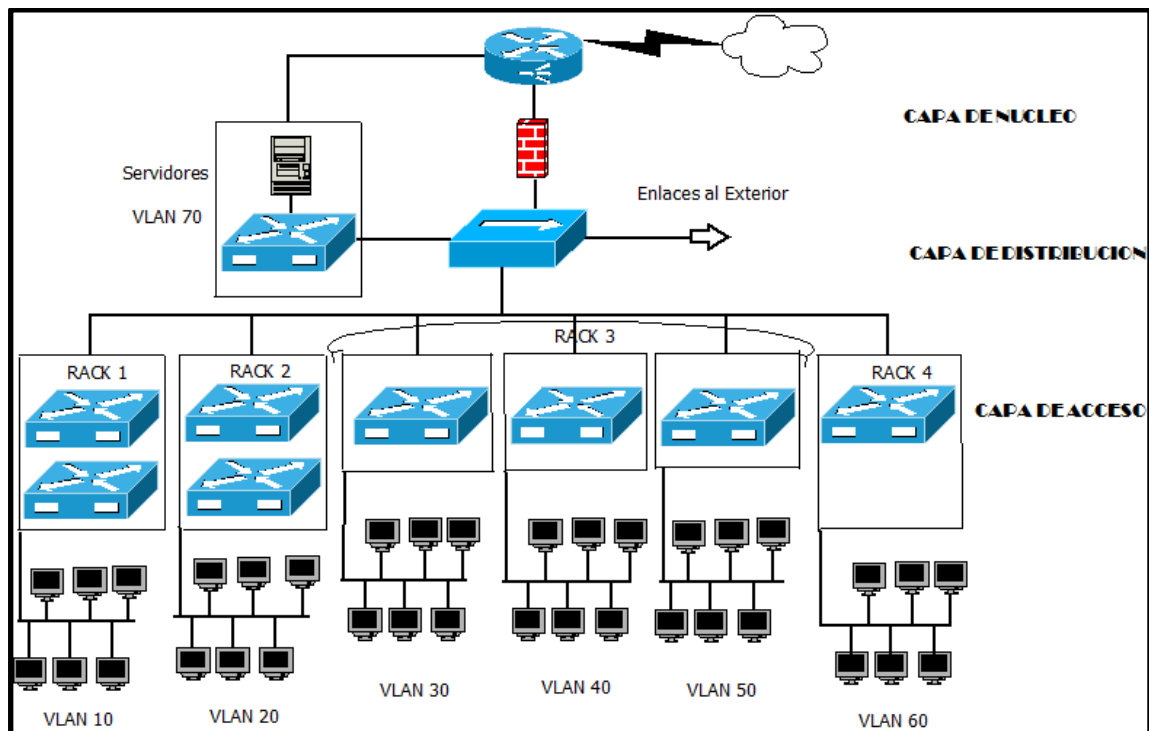 CAPA DE NUCLEO
Servidores
VLAN 70
Enlaces al Exterior
CAPA DE DISTRIBUCION
RACK 1
RACK 2
RACK 3
RACK 4
CAPA DE ACCESO
VLAN 10
VLAN 20
VLAN 30
VLAN 40
VLAN 50
VLAN 60